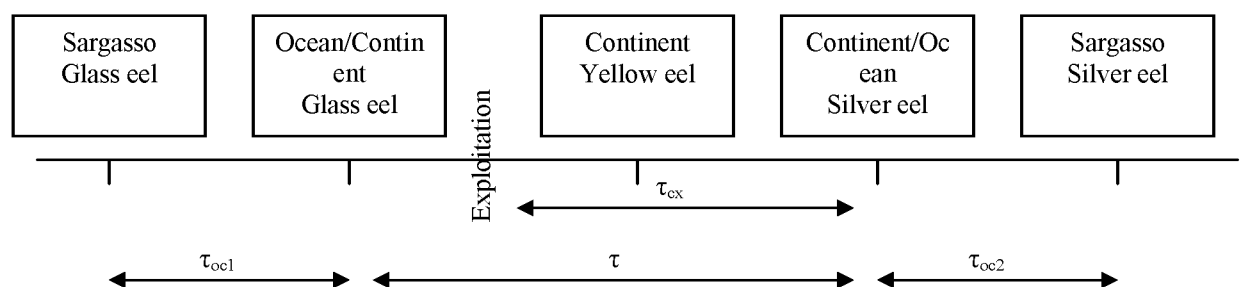 Sargasso
Glass eel
Ocean/Contin
ent
Glass eel
Continent
Yellow eel
Continent/Oc
ean
Silver eel
Sargasso
Silver eel
Exploitation
τcx
τoc1
τ
τoc2